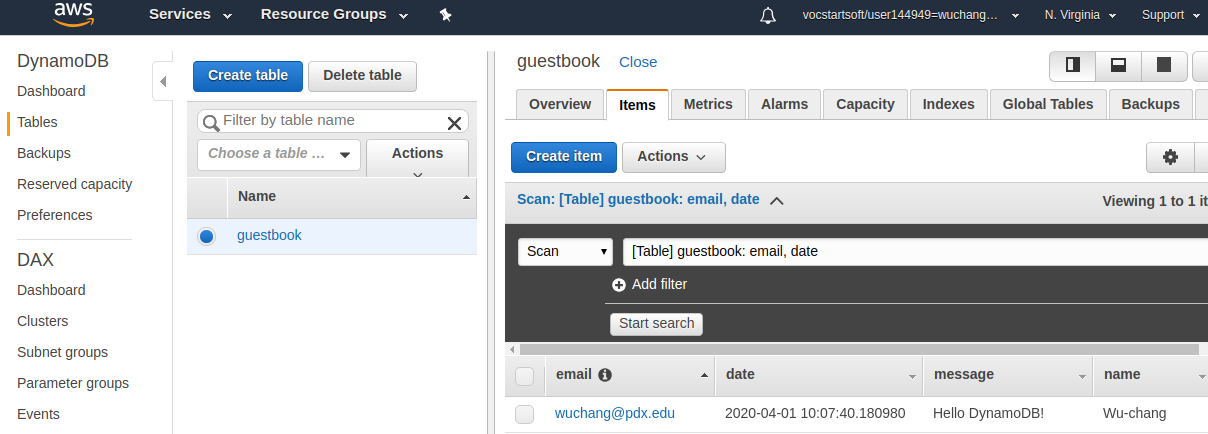 aws Services Resource Groups vocstartsoft/user144949=wuchang... N. Virginia Support
DynamoDB
Dashboard
Tables
Backups
Reserved capacity
Preferences
DAX
Dashboard
Clusters
Subnet groups
Parameter groups
Events
Create table Delete table
Filter by table name
Choose a table ... Actions
Name
guestbook
guestbook Close
Overview Items Metrics Alarms Capacity Indexes Global Tables Backups
Create item Actions
Scan: [Table] guestbook: email, date Viewing 1 to 1 it
Scan [Table] guestbook: email, date
Add filter
Start search
email date message name
wuchang@pdx.edu 2020-04-01 10:07:40.180980 Hello DynamoDB! Wu-chang